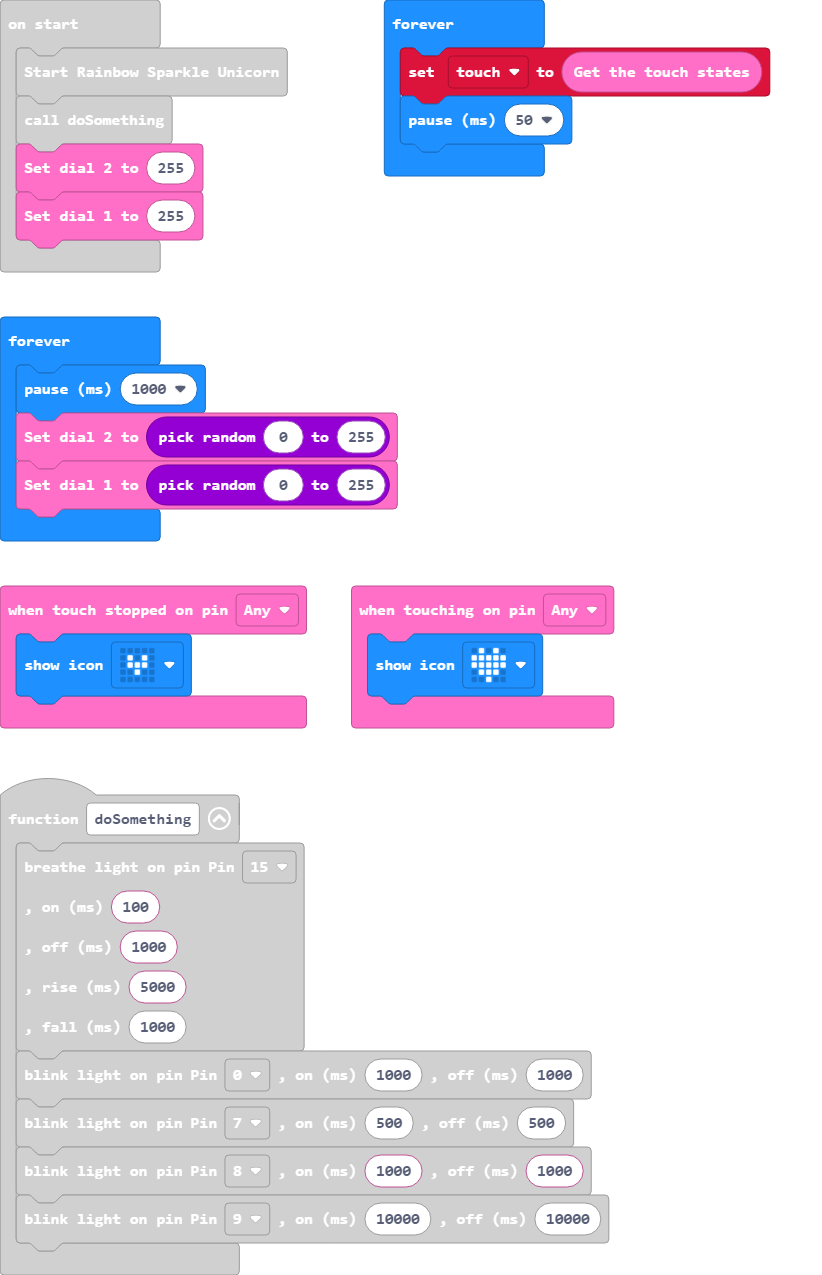 on start
Start Rainbow Sparkle Unicorn
call doSomething
Set dial 2 to 255
Set dial 1 to 255
forever
set touch to Get the touch states
pause (ms) 50
forever
pause (ms) 1000
Set dial 2 to pick random 0 to 255
Set dial 1 to pick random 0 to 255
when touch stopped on pin Any
show icon
when touching on pin Any
show icon
function doSomething
breathe light on pin Pin 15
, on (ms) 100
, off (ms) 1000
, rise (ms) 5000
, fall (ms) 1000
blink light on pin Pin 0 , on (ms) 1000 , off (ms) 1000
blink light on pin Pin 7 , on (ms) 500 , off (ms) 500
blink light on pin Pin 8 , on (ms) 1000 , off (ms) 1000
blink light on pin Pin 9 , on (ms) 10000 , off (ms) 10000